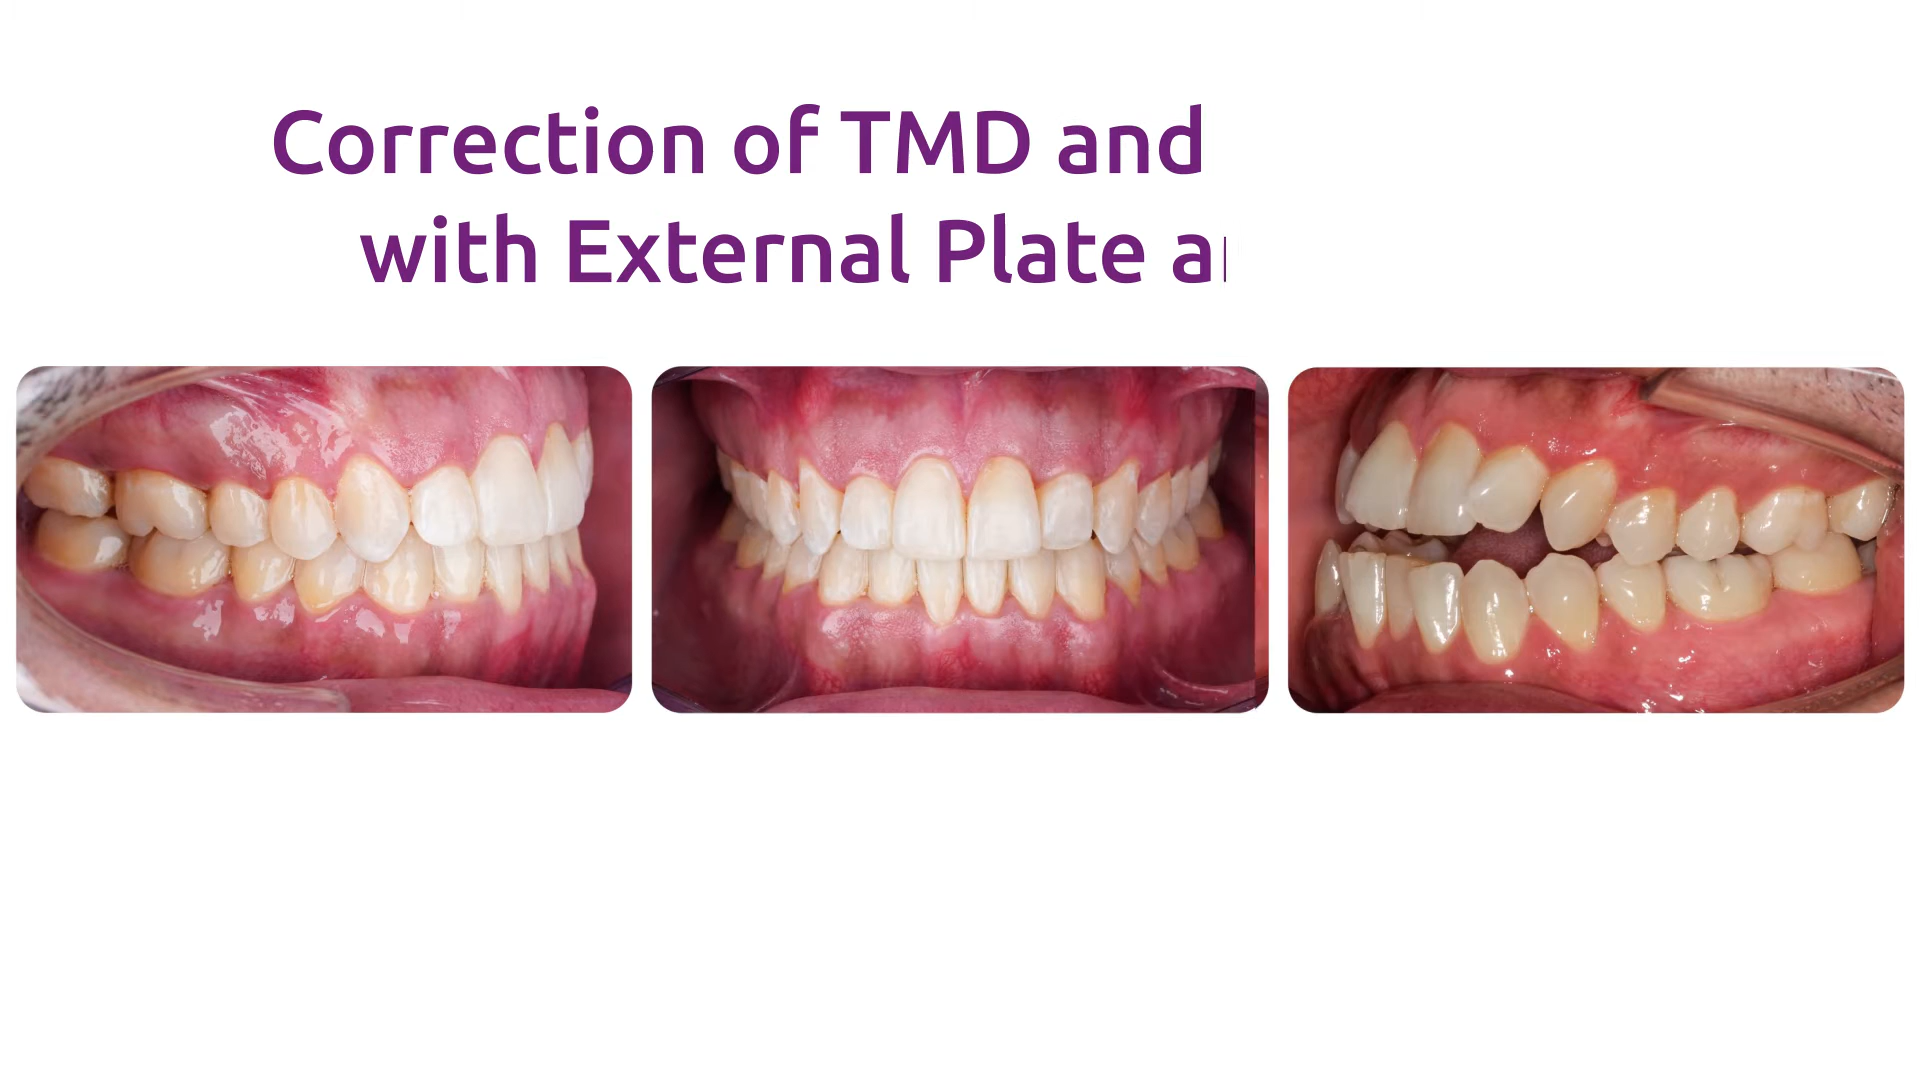 Correction of TMD and
with External Plate a